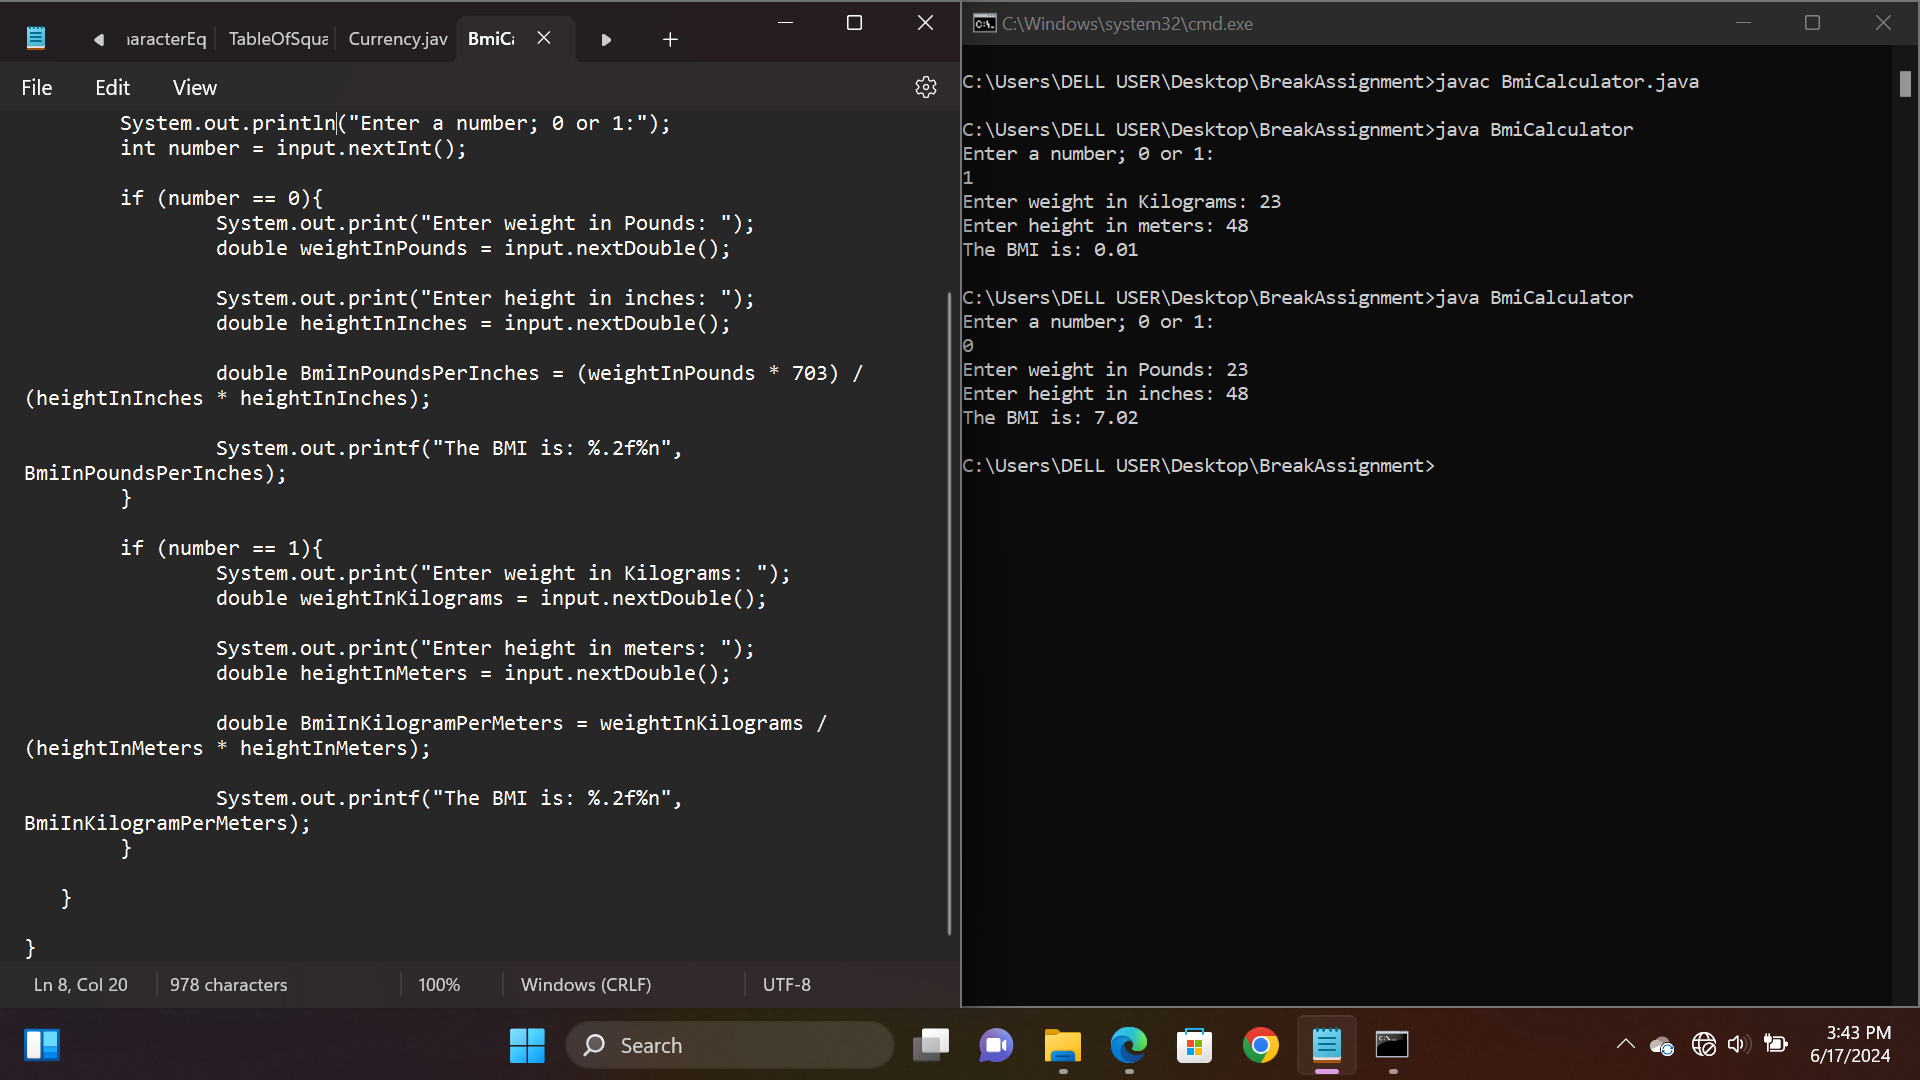 aracterEq TableOfSqua Currency.jav BmiCa
File Edit View
System.out.println("Enter a number; 0 or 1:");
int number = input.nextInt();
if (number == 0){
System.out.print("Enter weight in Pounds: ");
double weightInPounds = input.nextDouble();
System.out.print("Enter height in inches: ");
double heightInInches = input.nextDouble();
double BmiInPoundsPerInches = (weightInPounds * 703) /
(heightInInches * heightInInches);
System.out.printf("The BMI is: %.2f%n",
BmiInPoundsPerInches);
}
if (number == 1){
System.out.print("Enter weight in Kilograms: ");
double weightInKilograms = input.nextDouble();
System.out.print("Enter height in meters: ");
double heightInMeters = input.nextDouble();
double BmiInKilogramPerMeters = weightInKilograms /
(heightInMeters * heightInMeters);
System.out.printf("The BMI is: %.2f%n",
BmiInKilogramPerMeters);
}
}
}
Ln 8, Col 20 978 characters 100% Windows (CRLF) UTF-8
C:\Windows\system32\cmd.exe
C:\Users\DELL USER\Desktop\BreakAssignment>javac BmiCalculator.java
C:\Users\DELL USER\Desktop\BreakAssignment>java BmiCalculator
Enter a number; 0 or 1:
1
Enter weight in Kilograms: 23
Enter height in meters: 48
The BMI is: 0.01
C:\Users\DELL USER\Desktop\BreakAssignment>java BmiCalculator
Enter a number; 0 or 1:
0
Enter weight in Pounds: 23
Enter height in inches: 48
The BMI is: 7.02
C:\Users\DELL USER\Desktop\BreakAssignment>
Search
3:43 PM
6/17/2024